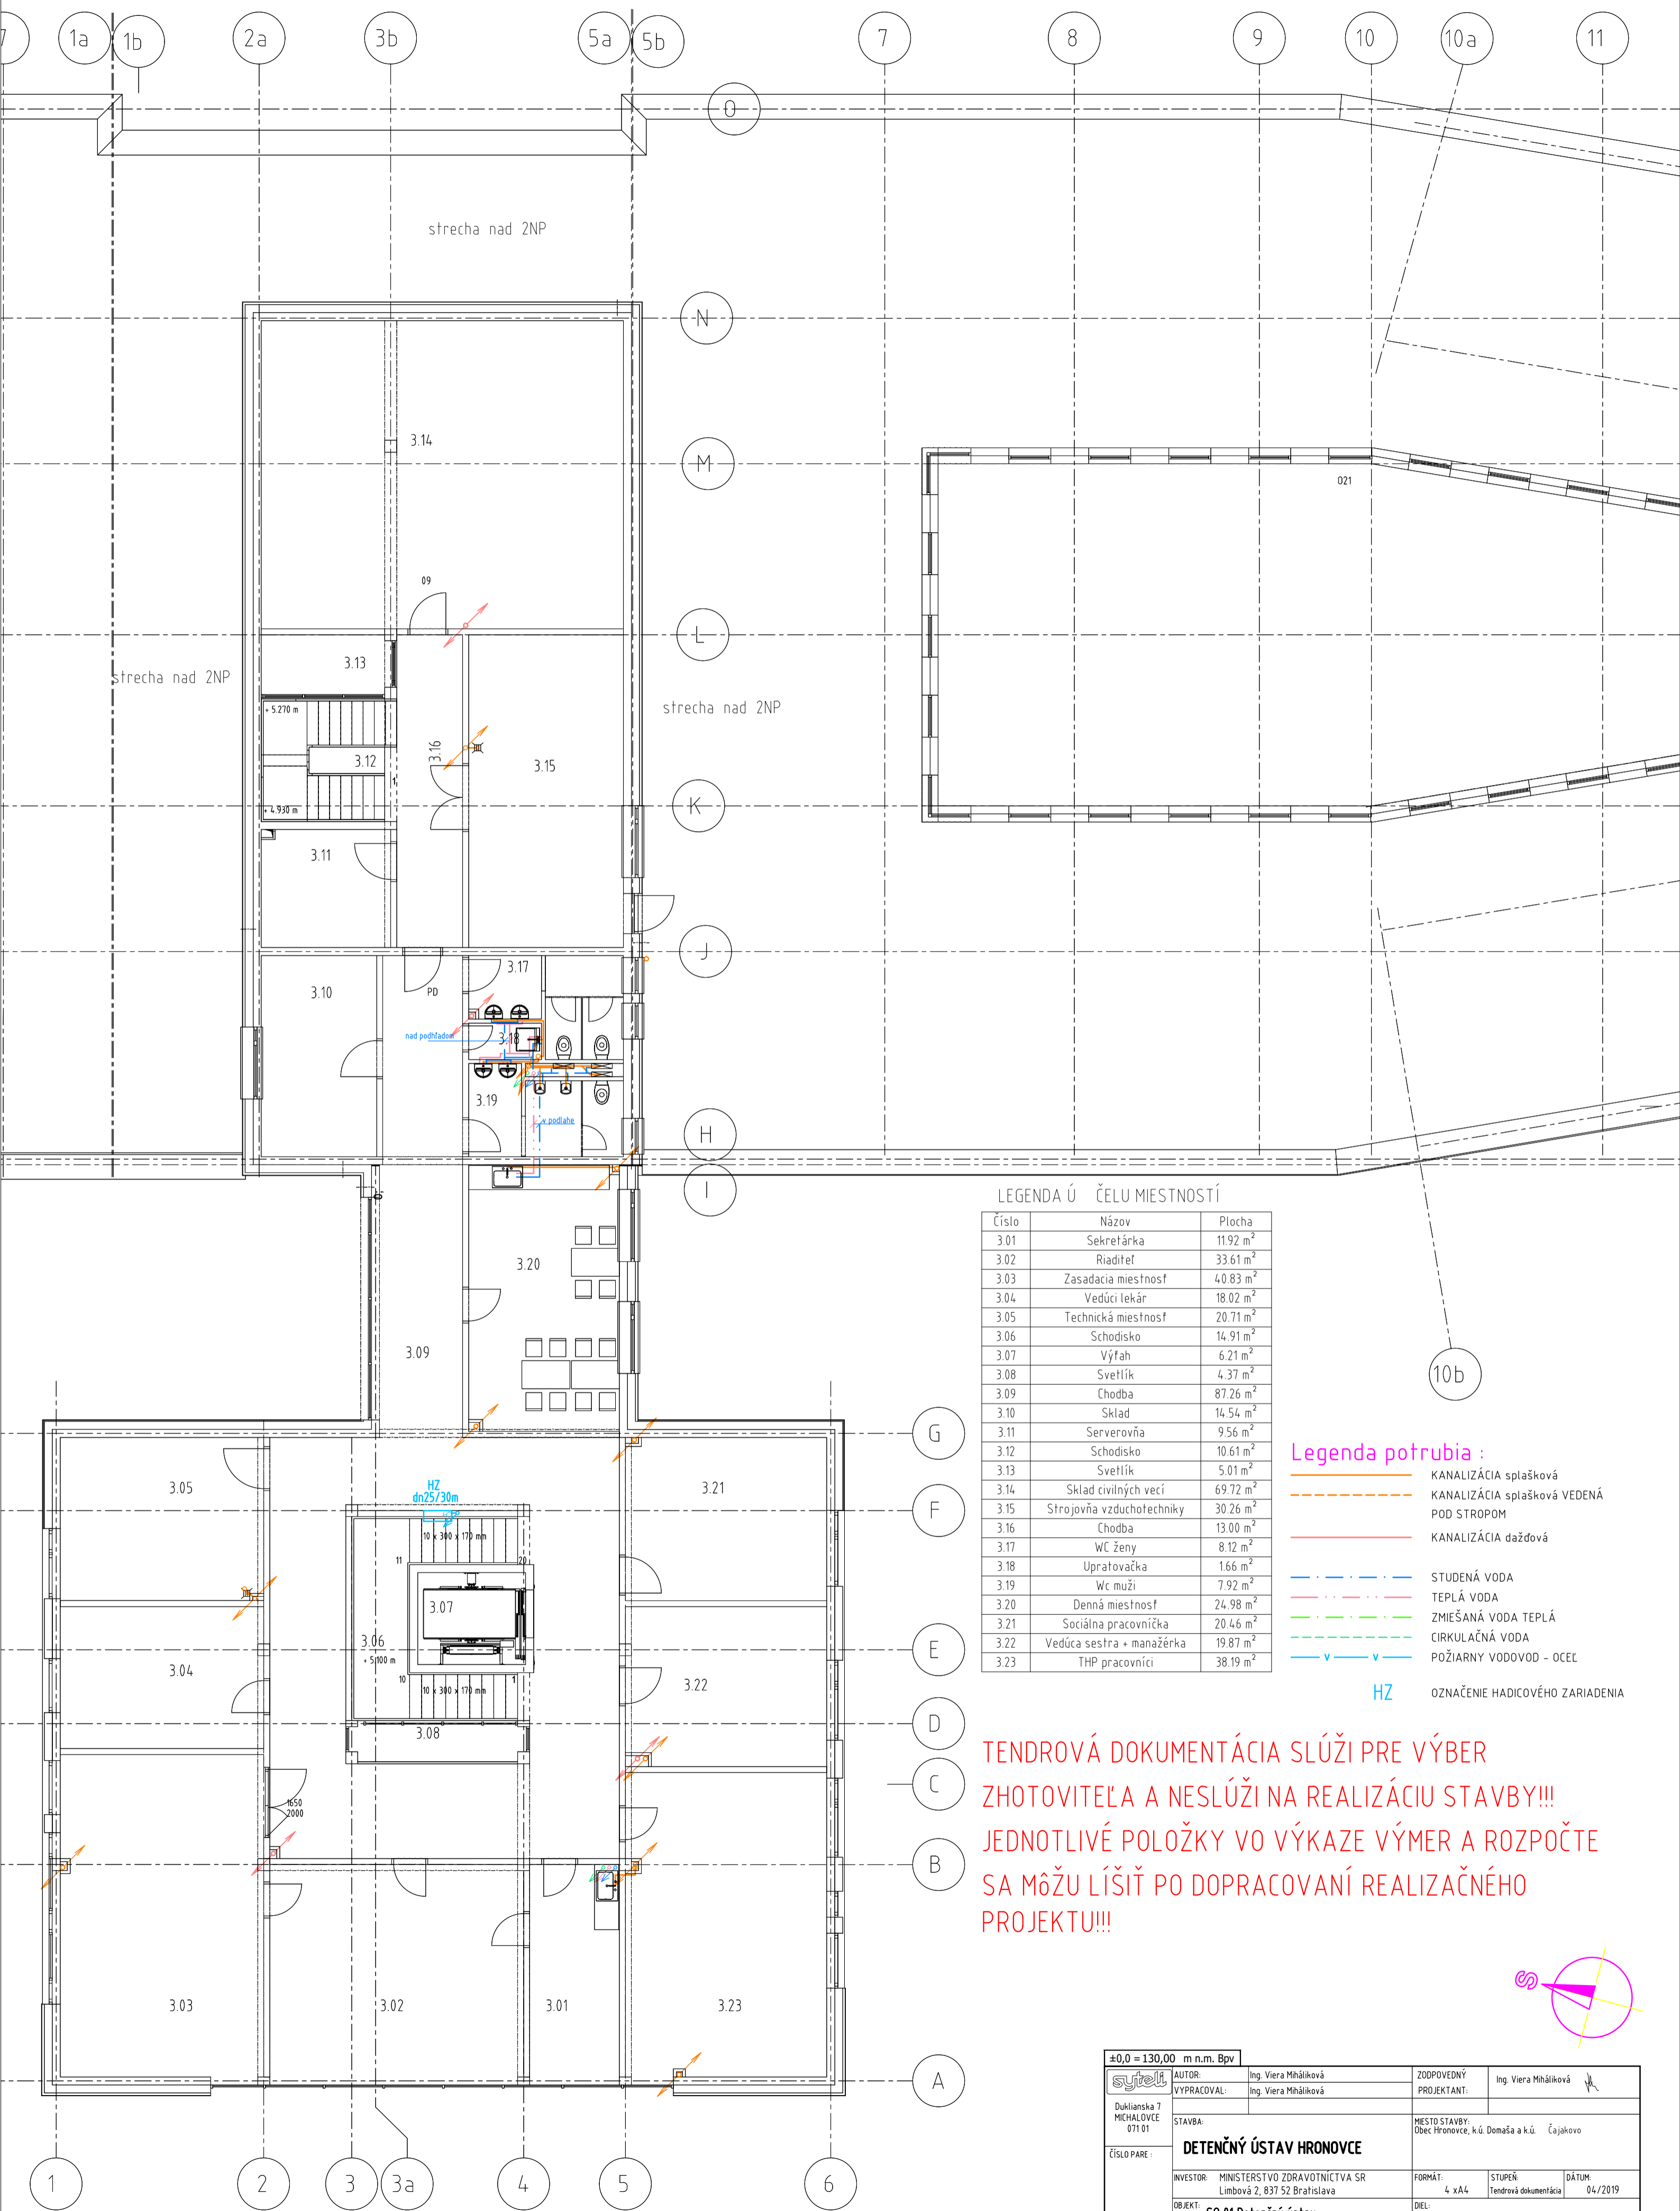 7
1a
1b
2a
3b
5a
5b
7
8
9
10
10a
11
O
strecha nad 2NP
N
3.14
M
021
09
L
3.13
strecha nad 2NP
+ 5.270 m
strecha nad 2NP
3.16
3.12
3.15
1
+ 4.930 m
K
3.11
J
3.17
3.10
PD
nad podhľadom
3.18
3.19
v podlahe
H
I
3.20
3.09
10b
LEGENDA Ú ČELU MIESTNOSTÍ
Číslo Názov Plocha
3.01 Sekretárka 11.92 m²
3.02 Riaditeľ 33.61 m²
3.03 Zasadacia miestnosť 40.83 m²
3.04 Vedúci lekár 18.02 m²
3.05 Technická miestnosť 20.71 m²
3.06 Schodisko 14.91 m²
3.07 Výťah 6.21 m²
3.08 Svetlík 4.37 m²
3.09 Chodba 87.26 m²
3.10 Sklad 14.54 m²
3.11 Serverovňa 9.56 m²
3.12 Schodisko 10.61 m²
3.13 Svetlík 5.01 m²
3.14 Sklad civilných vecí 69.72 m²
3.15 Strojovňa vzduchotechniky 30.26 m²
3.16 Chodba 13.00 m²
3.17 WC ženy 8.12 m²
3.18 Upratovačka 1.66 m²
3.19 Wc muži 7.92 m²
3.20 Denná miestnosť 24.98 m²
3.21 Sociálna pracovníčka 20.46 m²
3.22 Vedúca sestra + manažérka 19.87 m²
3.23 THP pracovníci 38.19 m²
Legenda potrubia :
KANALIZÁCIA splašková
KANALIZÁCIA splašková VEDENÁ
POD STROPOM
KANALIZÁCIA dažďová
STUDENÁ VODA
TEPLÁ VODA
ZMIEŠANÁ VODA TEPLÁ
CIRKULAČNÁ VODA
v v POŽIARNY VODOVOD - OCEĽ
HZ OZNAČENIE HADICOVÉHO ZARIADENIA
G
3.05
HZ
dn25/30m
3.21
F
10 x 300 x 170 mm
11
20
3.07
3.06
+ 5.100 m
E
3.04
10
1
10 x 300 x 170 mm
3.22
D
3.08
C
1650
2000
B
3.03
3.02
3.01
3.23
A
1
2
3
3a
4
5
6
TENDROVÁ DOKUMENTÁCIA SLÚŽI PRE VÝBER
ZHOTOVITEĽA A NESLÚŽI NA REALIZÁCIU STAVBY!!!
JEDNOTLIVÉ POLOŽKY VO VÝKAZE VÝMER A ROZPOČTE
SA MôŽU LÍŠIŤ PO DOPRACOVANÍ REALIZAČNÉHO
PROJEKTU!!!
S
±0,0 = 130,00 m n.m. Bpv
syteli
Duklianska 7
MICHALOVCE
071 01
ČÍSLO PARE :
AUTOR: Ing. Viera Miháliková
VYPRACOVAL: Ing. Viera Miháliková
ZODPOVEDNÝ
PROJEKTANT:
Ing. Viera Miháliková
STAVBA:
DETENČNÝ ÚSTAV HRONOVCE
MIESTO STAVBY:
Obec Hronovce, k.ú. Domaša a k.ú. Čajakovo
INVESTOR: MINISTERSTVO ZDRAVOTNÍCTVA SR
Limbová 2, 837 52 Bratislava
FORMÁT:
4 xA4
STUPEŇ:
Tendrová dokumentácia
DÁTUM:
04/2019
OBJEKT:
DIEL: